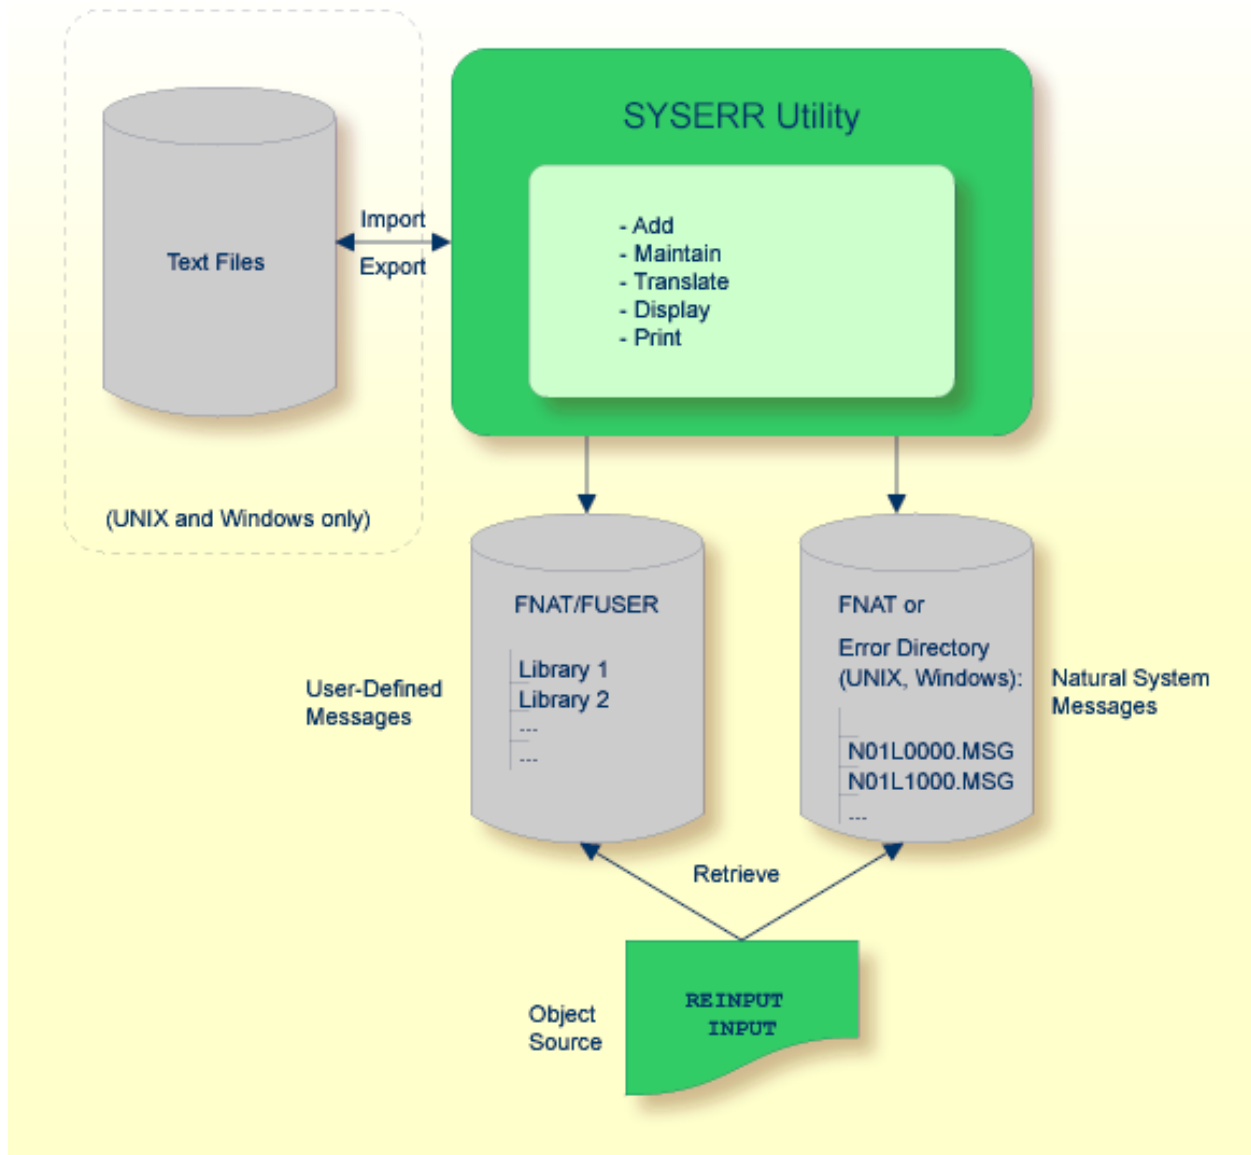 SYSERR Utility
- Add
- Maintain
- Translate
- Display
- Print
Import
Export
Text Files
(UNIX and Windows only)
FNAT/FUSER
Library 1
Library 2
---
---
User-Defined
Messages
FNAT or
Error Directory
(UNIX, Windows):
N01L0000.MSG
N01L1000.MSG
---
Natural System
Messages
Retrieve
REINPUT
INPUT
Object
Source